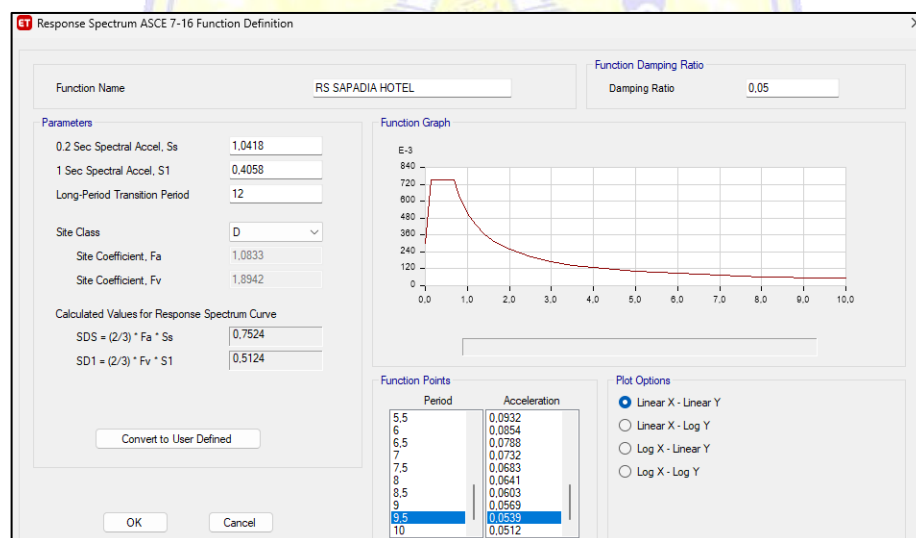 ET Response Spectrum ASCE 7-16 Function Definition
Function Name RS SAPADIA HOTEL
Function Damping Ratio
Damping Ratio 0,05
Parameters
0.2 Sec Spectral Accel, Ss 1,0418
1 Sec Spectral Accel, S1 0,4058
Long-Period Transition Period 12
Site Class D
Site Coefficient, Fa 1,0833
Site Coefficient, Fv 1,8942
Calculated Values for Response Spectrum Curve
SDS = (2/3) * Fa * Ss 0,7524
SD1 = (2/3) * Fv * S1 0,5124
Convert to User Defined
OK Cancel
Function Graph
E-3
840
720
600
480
360
240
120
0
0,0 1,0 2,0 3,0 4,0 5,0 6,0 7,0 8,0 9,0 10,0
Function Points
Period Acceleration
5,5 0,0932
6 0,0854
6,5 0,0788
7 0,0732
7,5 0,0683
8 0,0641
8,5 0,0603
9 0,0569
9,5 0,0539
10 0,0512
Plot Options
Linear X - Linear Y
Linear X - Log Y
Log X - Linear Y
Log X - Log Y